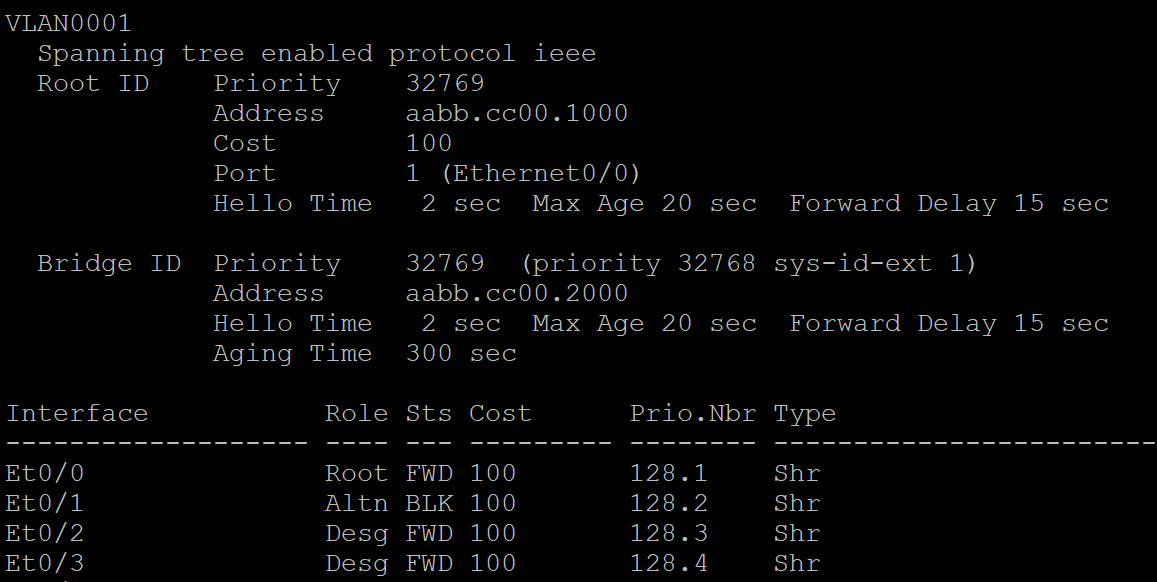 VLAN0001
  Spanning tree enabled protocol ieee
  Root ID    Priority    32769
             Address     aabb.cc00.1000
             Cost        100
             Port        1 (Ethernet0/0)
             Hello Time   2 sec  Max Age 20 sec  Forward Delay 15 sec

  Bridge ID  Priority    32769  (priority 32768 sys-id-ext 1)
             Address     aabb.cc00.2000
             Hello Time   2 sec  Max Age 20 sec  Forward Delay 15 sec
             Aging Time  300 sec

Interface           Role Sts Cost      Prio.Nbr Type
------------------- ---- --- --------- -------- ------------------------
Et0/0               Root FWD 100       128.1    Shr
Et0/1               Altn BLK 100       128.2    Shr
Et0/2               Desg FWD 100       128.3    Shr
Et0/3               Desg FWD 100       128.4    Shr